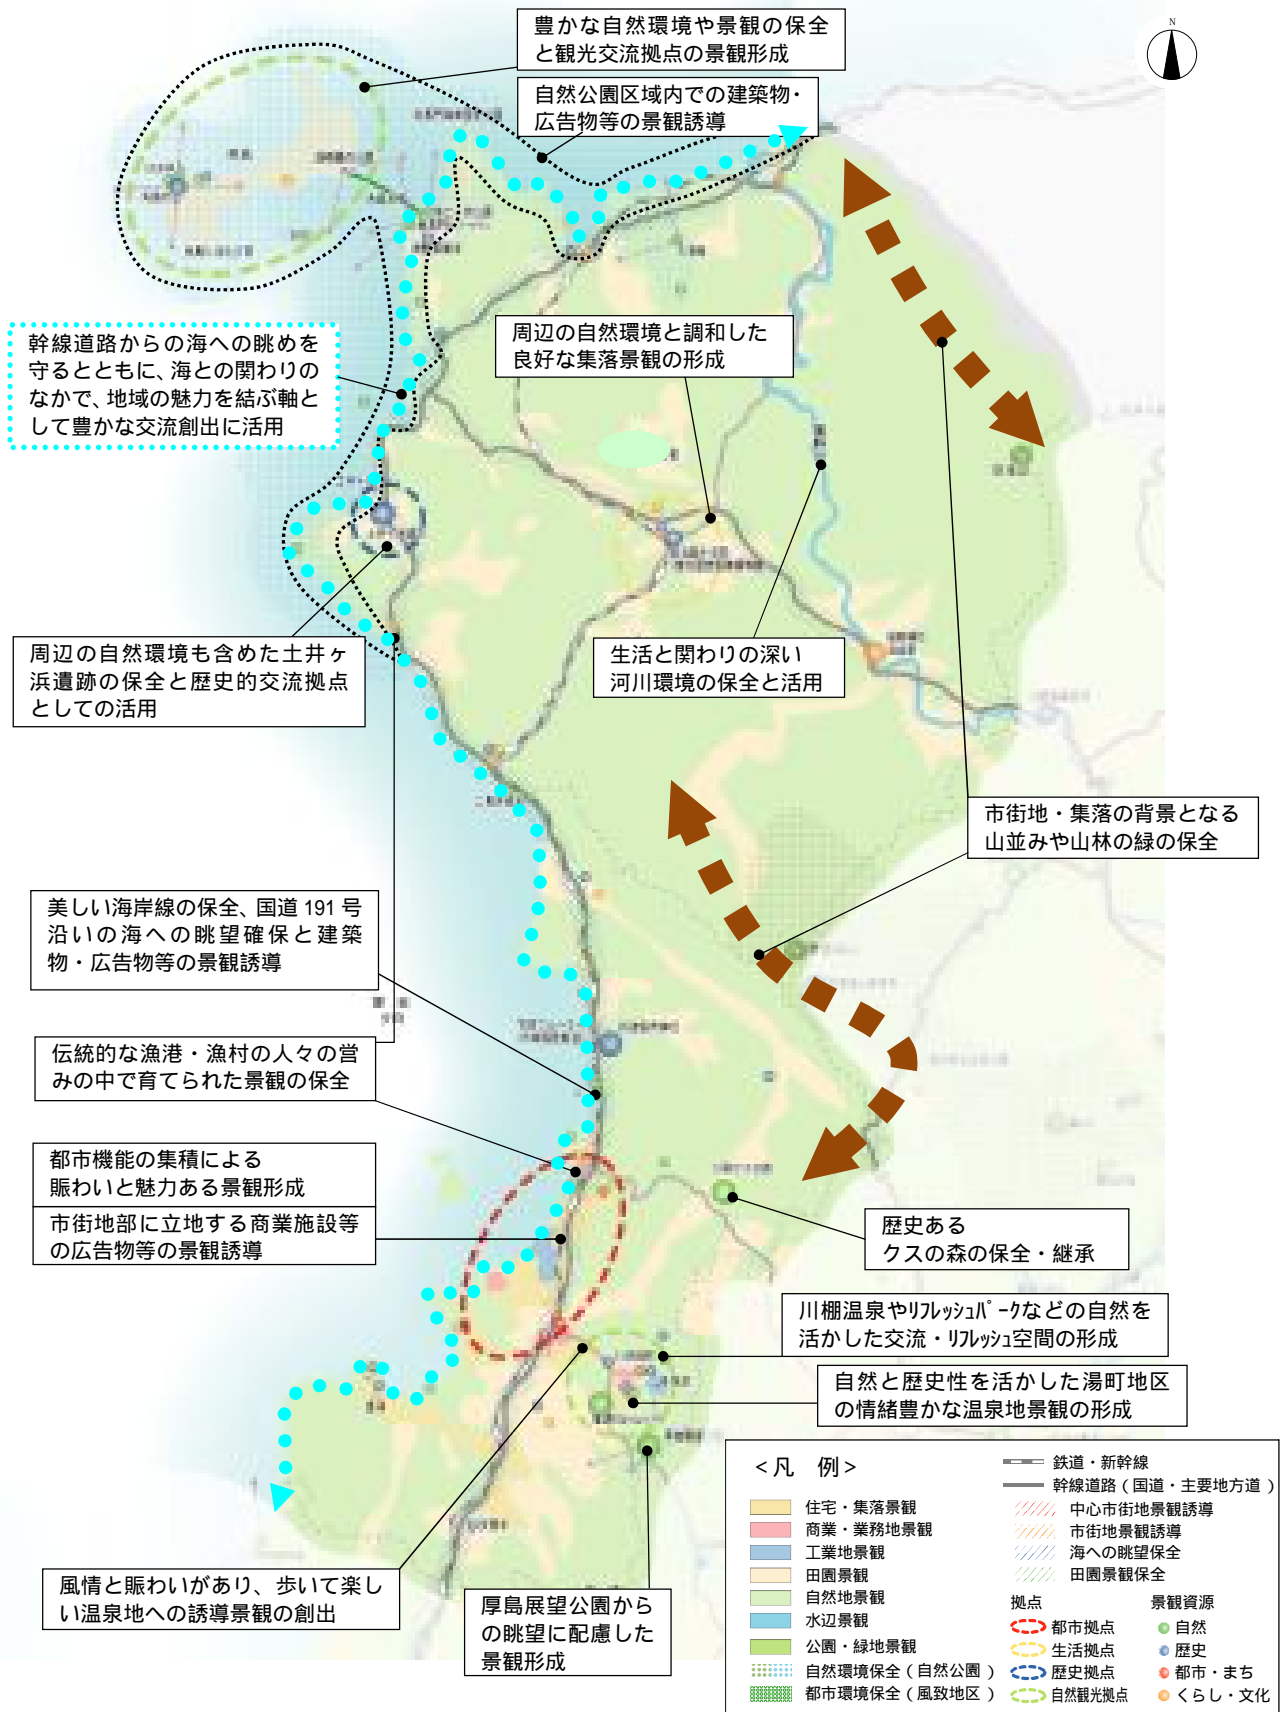 豊かな自然環境や景観の保全
と観光交流拠点の景観形成
N
自然公園区域内での建築物・
広告物等の景観誘導
幹線道路からの海への眺めを
守るとともに、海との関わりの
なかで、地域の魅力を結ぶ軸と
して豊かな交流創出に活用
周辺の自然環境と調和した
良好な集落景観の形成
周辺の自然環境も含めた土井ヶ
浜遺跡の保全と歴史的交流拠点
としての活用
生活と関わりの深い
河川環境の保全と活用
市街地・集落の背景となる
山並みや山林の緑の保全
美しい海岸線の保全、国道 191 号
沿いの海への眺望確保と建築
物・広告物等の景観誘導
伝統的な漁港・漁村の人々の営
みの中で育てられた景観の保全
都市機能の集積による
賑わいと魅力ある景観形成
市街地部に立地する商業施設等
の広告物等の景観誘導
歴史ある
クスの森の保全・継承
川棚温泉やﾘﾌﾚｯｼｭﾊﾟｰｸなどの自然を
活かした交流・ﾘﾌﾚｯｼｭ空間の形成
自然と歴史性を活かした湯町地区
の情緒豊かな温泉地景観の形成
風情と賑わいがあり、歩いて楽し
い温泉地への誘導景観の創出
厚島展望公園から
の眺望に配慮した
景観形成
<凡　例>
住宅・集落景観
商業・業務地景観
工業地景観
田園景観
自然地景観
水辺景観
公園・緑地景観
自然環境保全（自然公園）
都市環境保全（風致地区）
鉄道・新幹線
幹線道路（国道・主要地方道）
中心市街地景観誘導
市街地景観誘導
海への眺望保全
田園景観保全
拠点
都市拠点
生活拠点
歴史拠点
自然観光拠点
景観資源
自然
歴史
都市・まち
くらし・文化